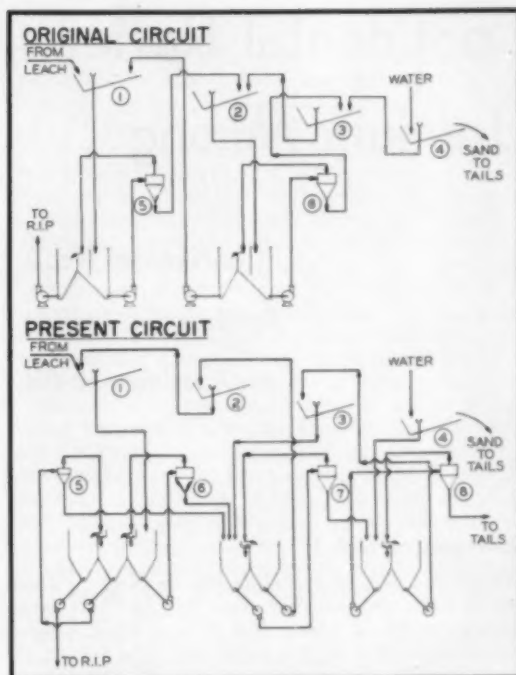 ORIGINAL CIRCUIT
FROM
LEACH
WATER
1
2
3
4
SAND
TO
TAILS
5
6
TO
R.I.P
PRESENT CIRCUIT
FROM
LEACH
WATER
1
2
3
4
SAND
TO
TAILS
5
6
7
8
TO
TAILS
TO R.I.P